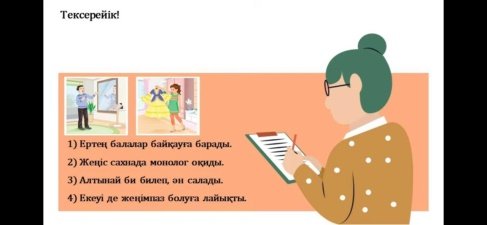 Тексерейік!
1) Ертең балалар байқауға барады.
2) Жеңіс сахнада монолог оқиды.
3) Алтынай би билеп, ән салады.
4) Екеуі де жеңімпаз болуға лайықты.